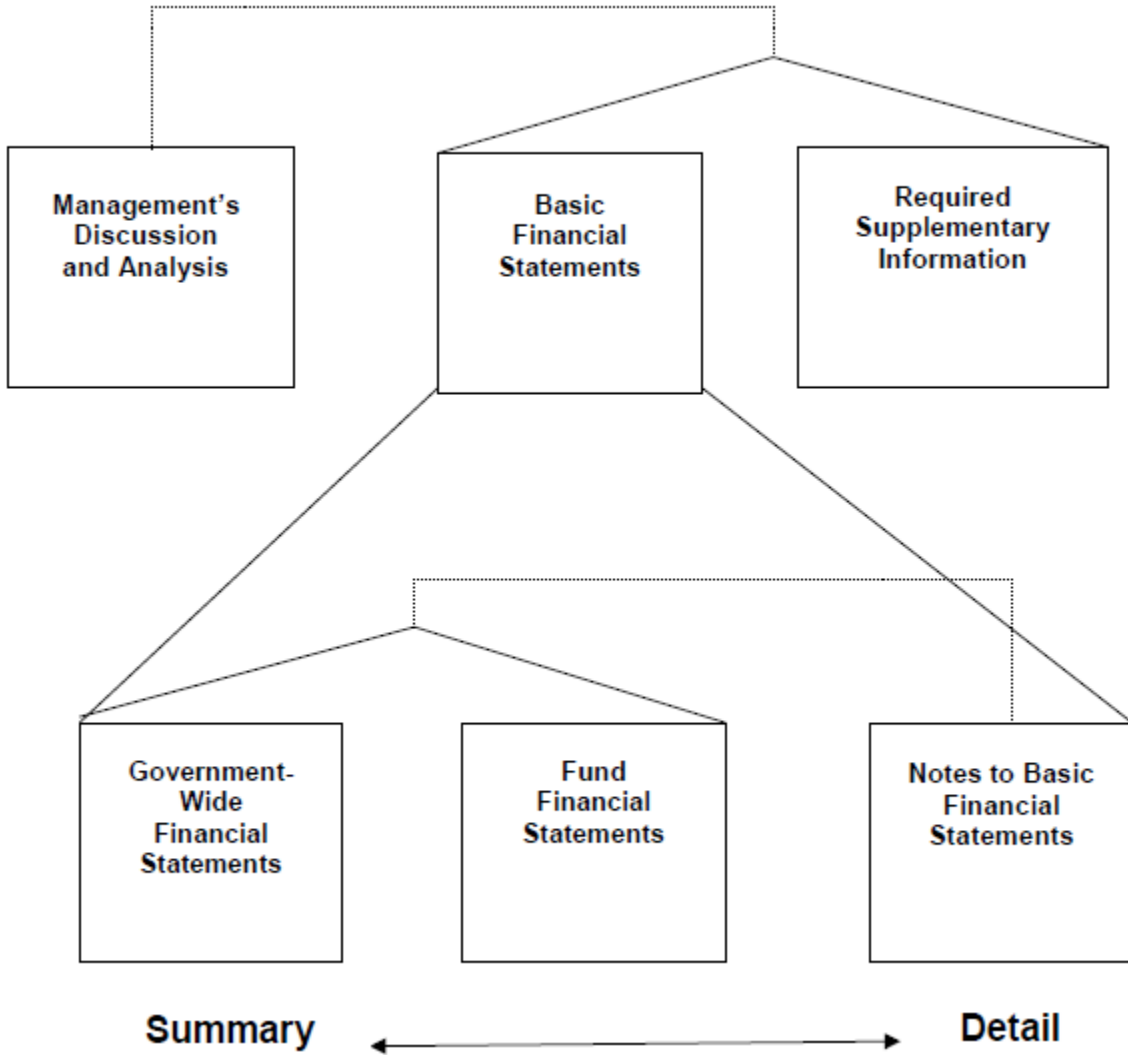 Management's
Discussion
and Analysis
Basic
Financial
Statements
Required
Supplementary
Information
Government-
Wide
Financial
Statements
Fund
Financial
Statements
Notes to Basic
Financial
Statements
Summary
Detail